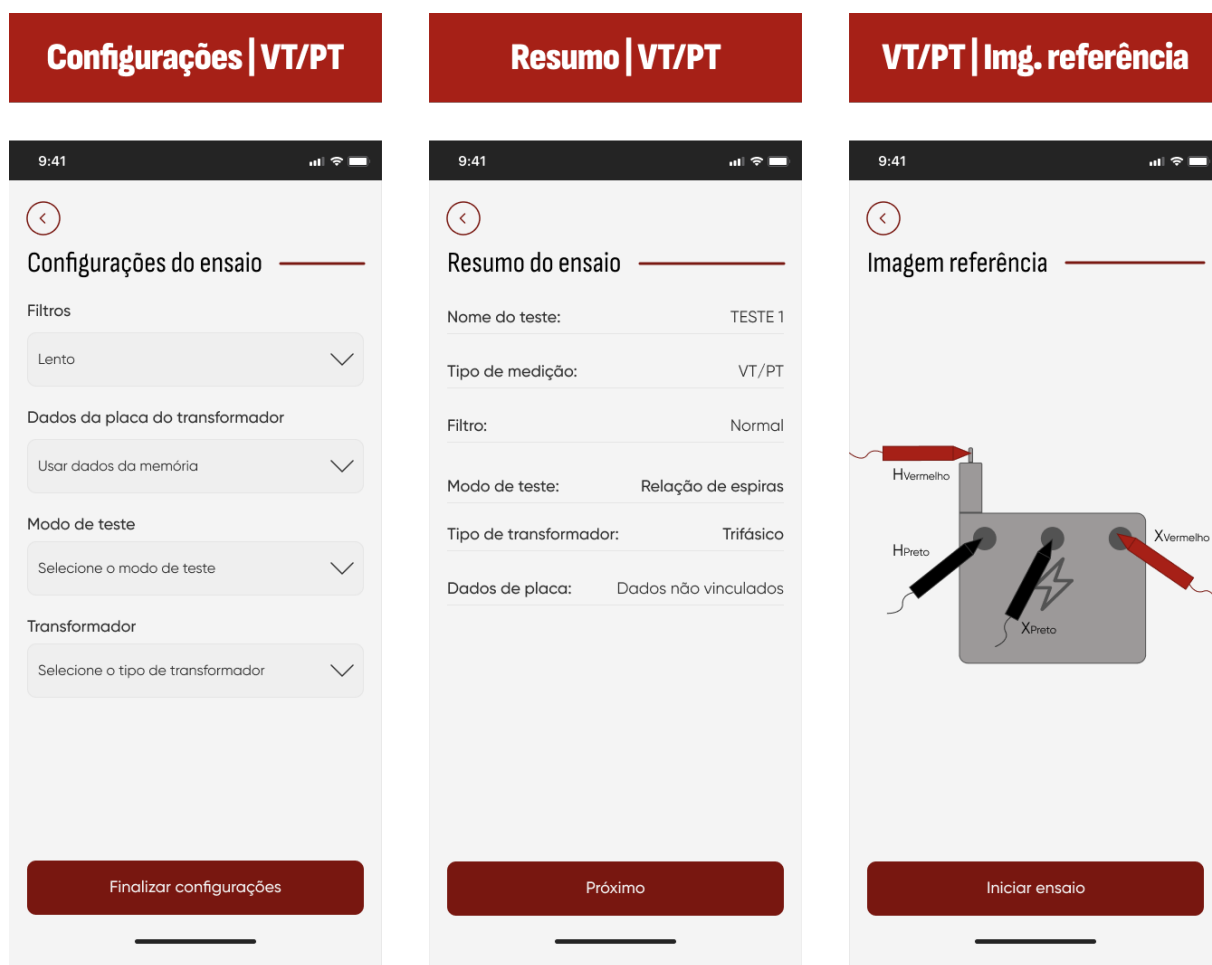 Configurações | VT/PT
9:41
Configurações do ensaio
Filtros
Lento
Dados da placa do transformador
Usar dados da memória
Modo de teste
Selecione o modo de teste
Transformador
Selecione o tipo de transformador
Finalizar configurações
Resumo | VT/PT
9:41
Resumo do ensaio
Nome do teste: TESTE 1
Tipo de medição: VT/PT
Filtro: Normal
Modo de teste: Relação de espiras
Tipo de transformador: Trifásico
Dados de placa: Dados não vinculados
Próximo
VT/PT | Img. referência
9:41
Imagem referência
HVermelho
HPreto
XVermelho
XPreto
Iniciar ensaio